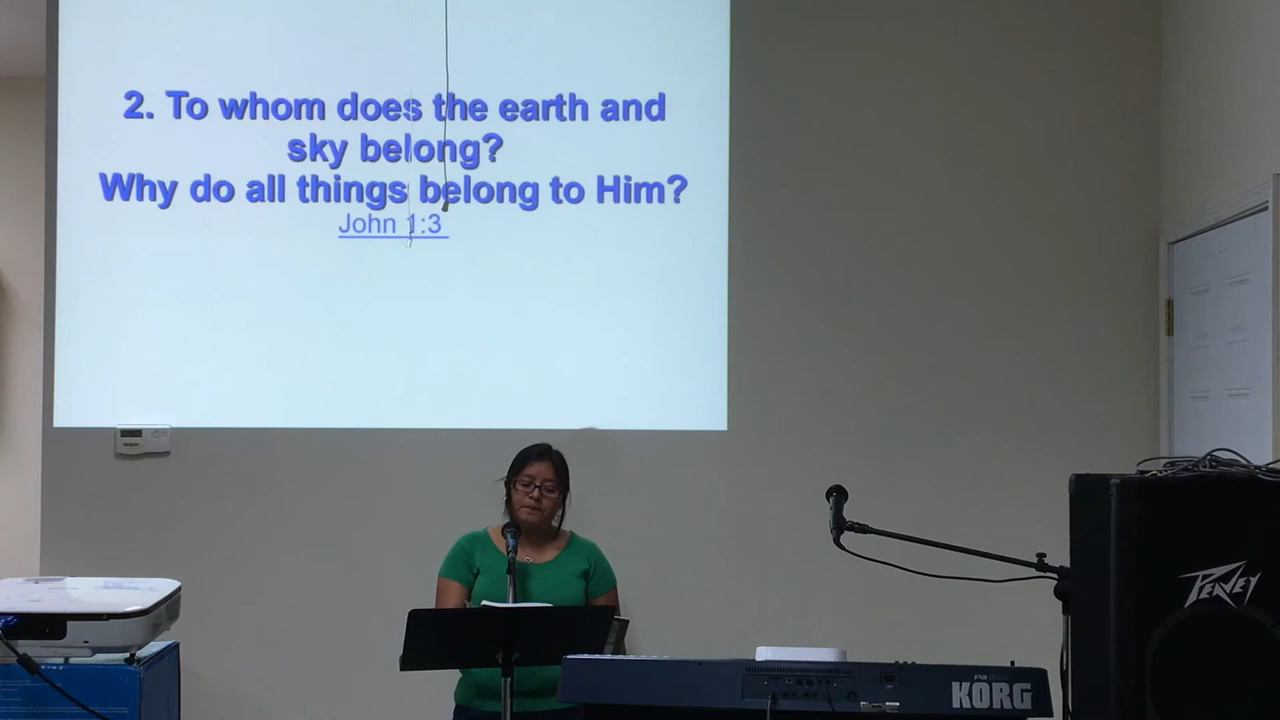 2. To whom does the earth and
sky belong?
Why do all things belong to Him?
John 1:3
PEAVEY
KORG